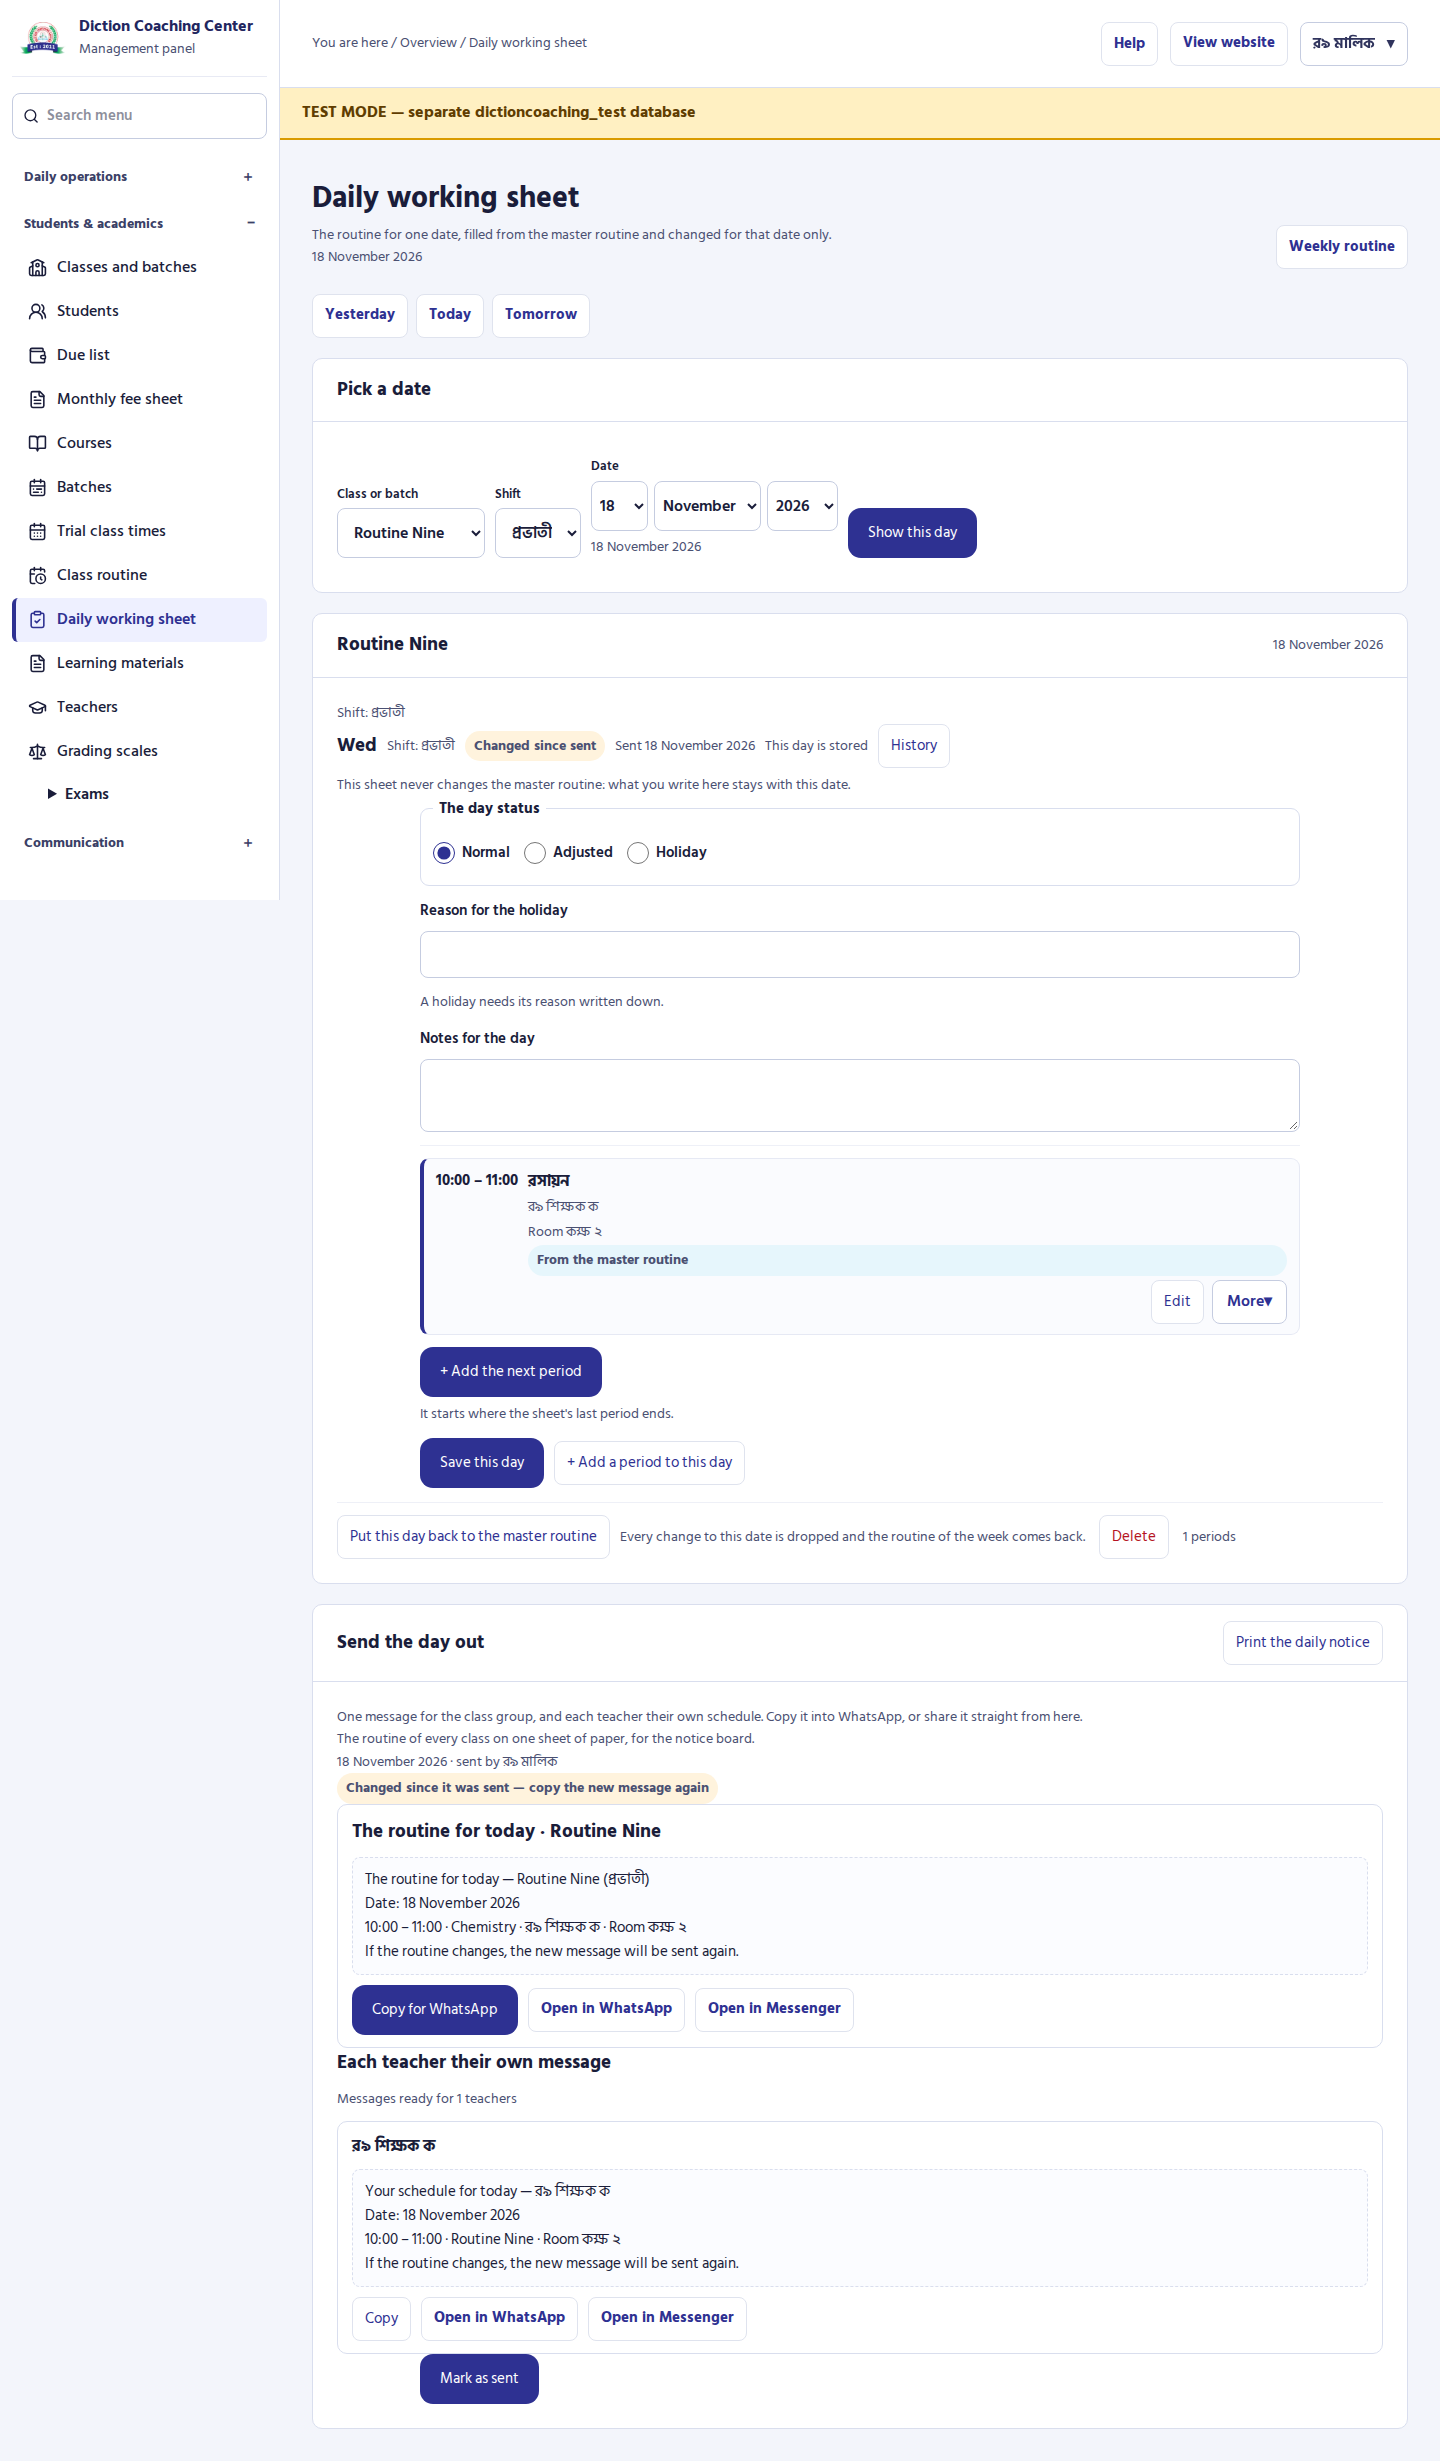 Diction Coaching Center
Management panel
Est : 2011
Search menu
Daily operations +
Students & academics −
Classes and batches
Students
Due list
Monthly fee sheet
Courses
Batches
Trial class times
Class routine
Daily working sheet
Learning materials
Teachers
Grading scales
Exams
Communication +
You are here / Overview / Daily working sheet
Help
View website
র৯ মালিক ▾
TEST MODE — separate dictioncoaching_test database
Daily working sheet
The routine for one date, filled from the master routine and changed for that date only.
18 November 2026
Weekly routine
Yesterday
Today
Tomorrow
Pick a date
Class or batch
Routine Nine
Shift
প্রভাতী
Date
18 November 2026
18 November 2026
Show this day
Routine Nine
18 November 2026
Shift: প্রভাতী
Wed Shift: প্রভাতী Changed since sent Sent 18 November 2026 This day is stored History
This sheet never changes the master routine; what you write here stays with this date.
The day status
Normal Adjusted Holiday
Reason for the holiday
A holiday needs its reason written down.
Notes for the day
10:00 – 11:00 রসায়ন
র৯ শিক্ষক ক
Room কক্ষ ২
From the master routine
Edit More▾
+ Add the next period
It starts where the sheet's last period ends.
Save this day + Add a period to this day
Put this day back to the master routine Every change to this date is dropped and the routine of the week comes back. Delete 1 periods
Send the day out
Print the daily notice
One message for the class group, and each teacher their own schedule. Copy it into WhatsApp, or share it straight from here.
The routine of every class on one sheet of paper, for the notice board.
18 November 2026 · sent by র৯ মালিক
Changed since it was sent — copy the new message again
The routine for today · Routine Nine
The routine for today — Routine Nine (প্রভাতী)
Date: 18 November 2026
10:00 – 11:00 · Chemistry · র৯ শিক্ষক ক · Room কক্ষ ২
If the routine changes, the new message will be sent again.
Copy for WhatsApp Open in WhatsApp Open in Messenger
Each teacher their own message
Messages ready for 1 teachers
র৯ শিক্ষক ক
Your schedule for today — র৯ শিক্ষক ক
Date: 18 November 2026
10:00 – 11:00 · Routine Nine · Room কক্ষ ২
If the routine changes, the new message will be sent again.
Copy Open in WhatsApp Open in Messenger
Mark as sent